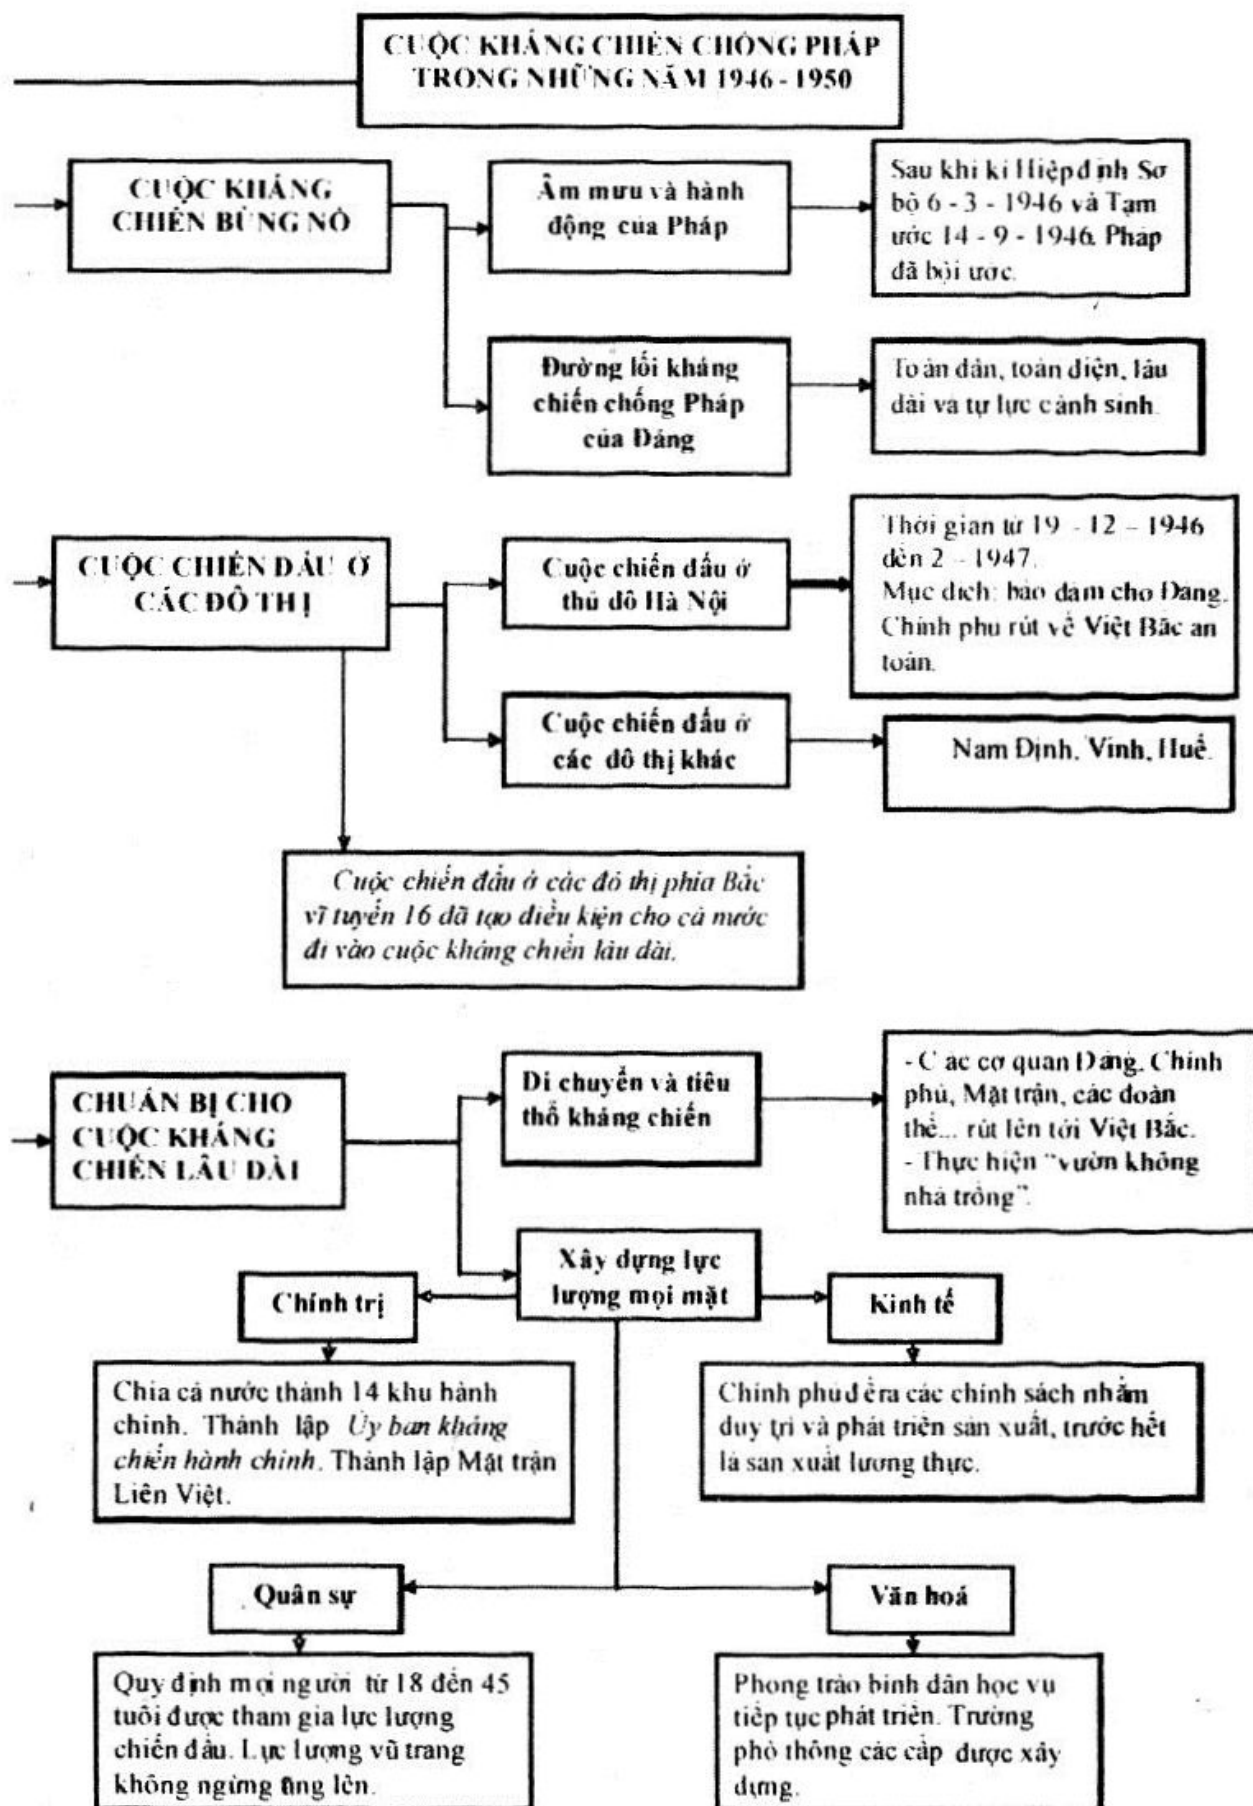 CUỘC KHÁNG CHIẾN CHỐNG PHÁP
TRONG NHỮNG NĂM 1946 - 1950
CUỘC KHÁNG
CHIẾN BÙNG NỔ
Âm mưu và hành
động của Pháp
Sau khi kí Hiệp định Sơ
bộ 6 - 3 - 1946 và Tạm
ước 14 - 9 - 1946. Pháp
đã bội ước.
Đường lối kháng
chiến chống Pháp
của Đảng
Toàn dân, toàn diện, lâu
dài và tự lực cánh sinh.
CUỘC CHIẾN ĐẤU Ở
CÁC ĐÔ THỊ
Cuộc chiến đấu ở
thủ đô Hà Nội
Thời gian từ 19 - 12 – 1946
đến 2 - 1947.
Mục đích: bảo đảm cho Đảng.
Chính phủ rút về Việt Bắc an
toàn.
Cuộc chiến đấu ở
các đô thị khác
Nam Định, Vinh, Huế.
Cuộc chiến đấu ở các đô thị phía Bắc
vĩ tuyến 16 đã tạo điều kiện cho cả nước
đi vào cuộc kháng chiến lâu dài.
CHUẨN BỊ CHO
CUỘC KHÁNG
CHIẾN LÂU DÀI
Di chuyển và tiêu
thổ kháng chiến
- Các cơ quan Đảng. Chính
phủ, Mặt trận, các đoàn
thể... rút lên tới Việt Bắc.
- Thực hiện “vườn không
nhà trống”.
Xây dựng lực
lượng mọi mặt
Chính trị
Kinh tế
Chia cả nước thành 14 khu hành
chính. Thành lập Ủy ban kháng
chiến hành chính. Thành lập Mặt trận
Liên Việt.
Chính phủ đề ra các chính sách nhằm
duy trì và phát triển sản xuất, trước hết
là sản xuất lương thực.
Quân sự
Văn hoá
Quy định mọi người từ 18 đến 45
tuổi được tham gia lực lượng
chiến đấu. Lực lượng vũ trang
không ngừng tăng lên.
Phong trào bình dân học vụ
tiếp tục phát triển. Trường
phổ thông các cấp được xây
dựng.